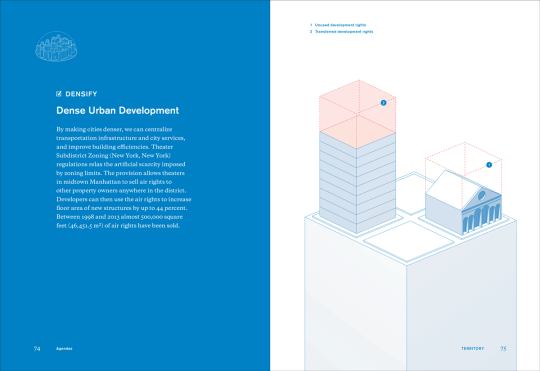 DENSIFY
Dense Urban Development
By making cities denser, we can centralize
transportation infrastructure and city services,
and improve building efficiencies. Theater
Subdistrict Zoning (New York, New York)
regulations relax the artificial scarcity imposed
by zoning limits. The provision allows theaters
in midtown Manhattan to sell air rights to
other property owners anywhere in the district.
Developers can then use the air rights to increase
floor area of new structures by up to 44 percent.
Between 1998 and 2013 almost 500,000 square
feet (46,451.5 m²) of air rights have been sold.
74 Agendas
1 Unused development rights
2 Transferred development rights
2
1
TERRITORY 75